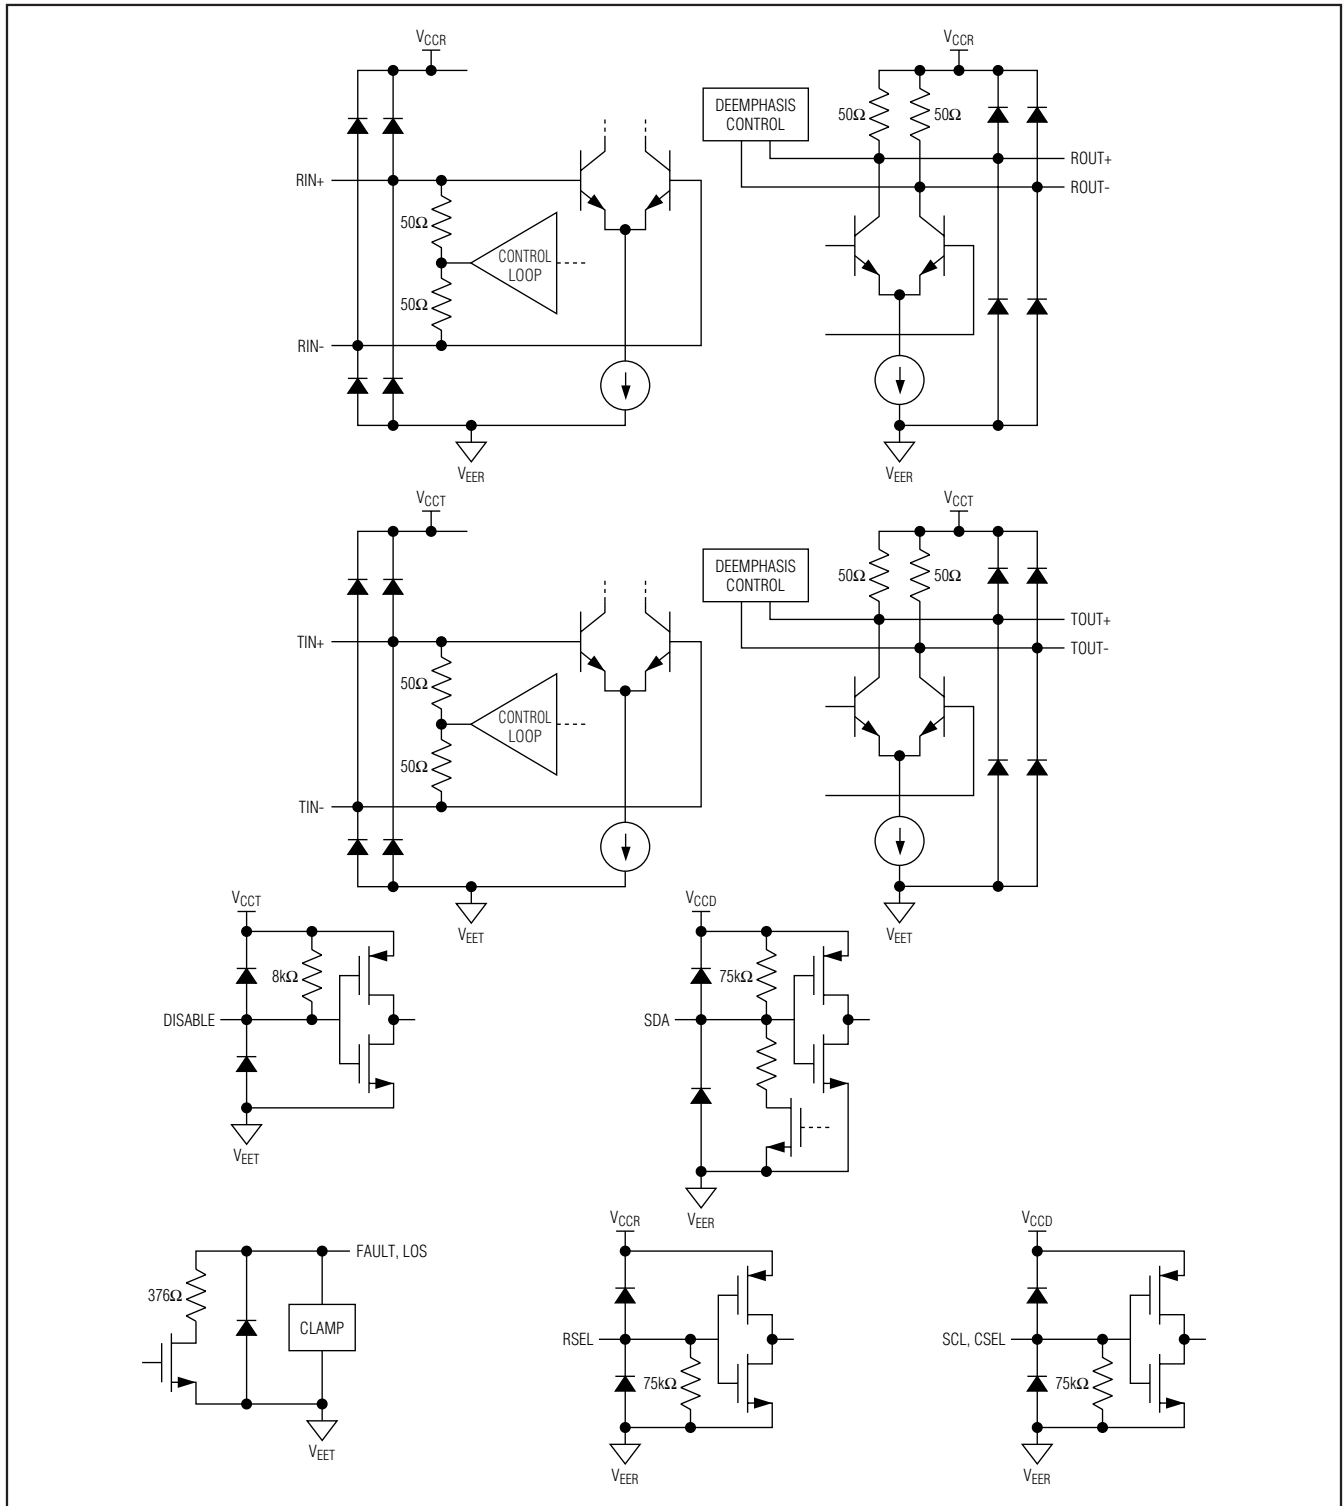 VCCR
VCCR
DEEMPHASIS
CONTROL
50Ω
50Ω
ROUT+
RIN+
ROUT-
50Ω
CONTROL
LOOP
50Ω
RIN-
VEER
VEER
VCCT
VCCT
DEEMPHASIS
CONTROL
50Ω
50Ω
TOUT+
TIN+
TOUT-
50Ω
CONTROL
LOOP
50Ω
TIN-
VEET
VEET
VCCT
8kΩ
DISABLE
VEET
VCCD
75kΩ
SDA
VEER
FAULT, LOS
376Ω
CLAMP
VEET
VCCR
RSEL
75kΩ
VEER
VCCD
SCL, CSEL
75kΩ
VEER